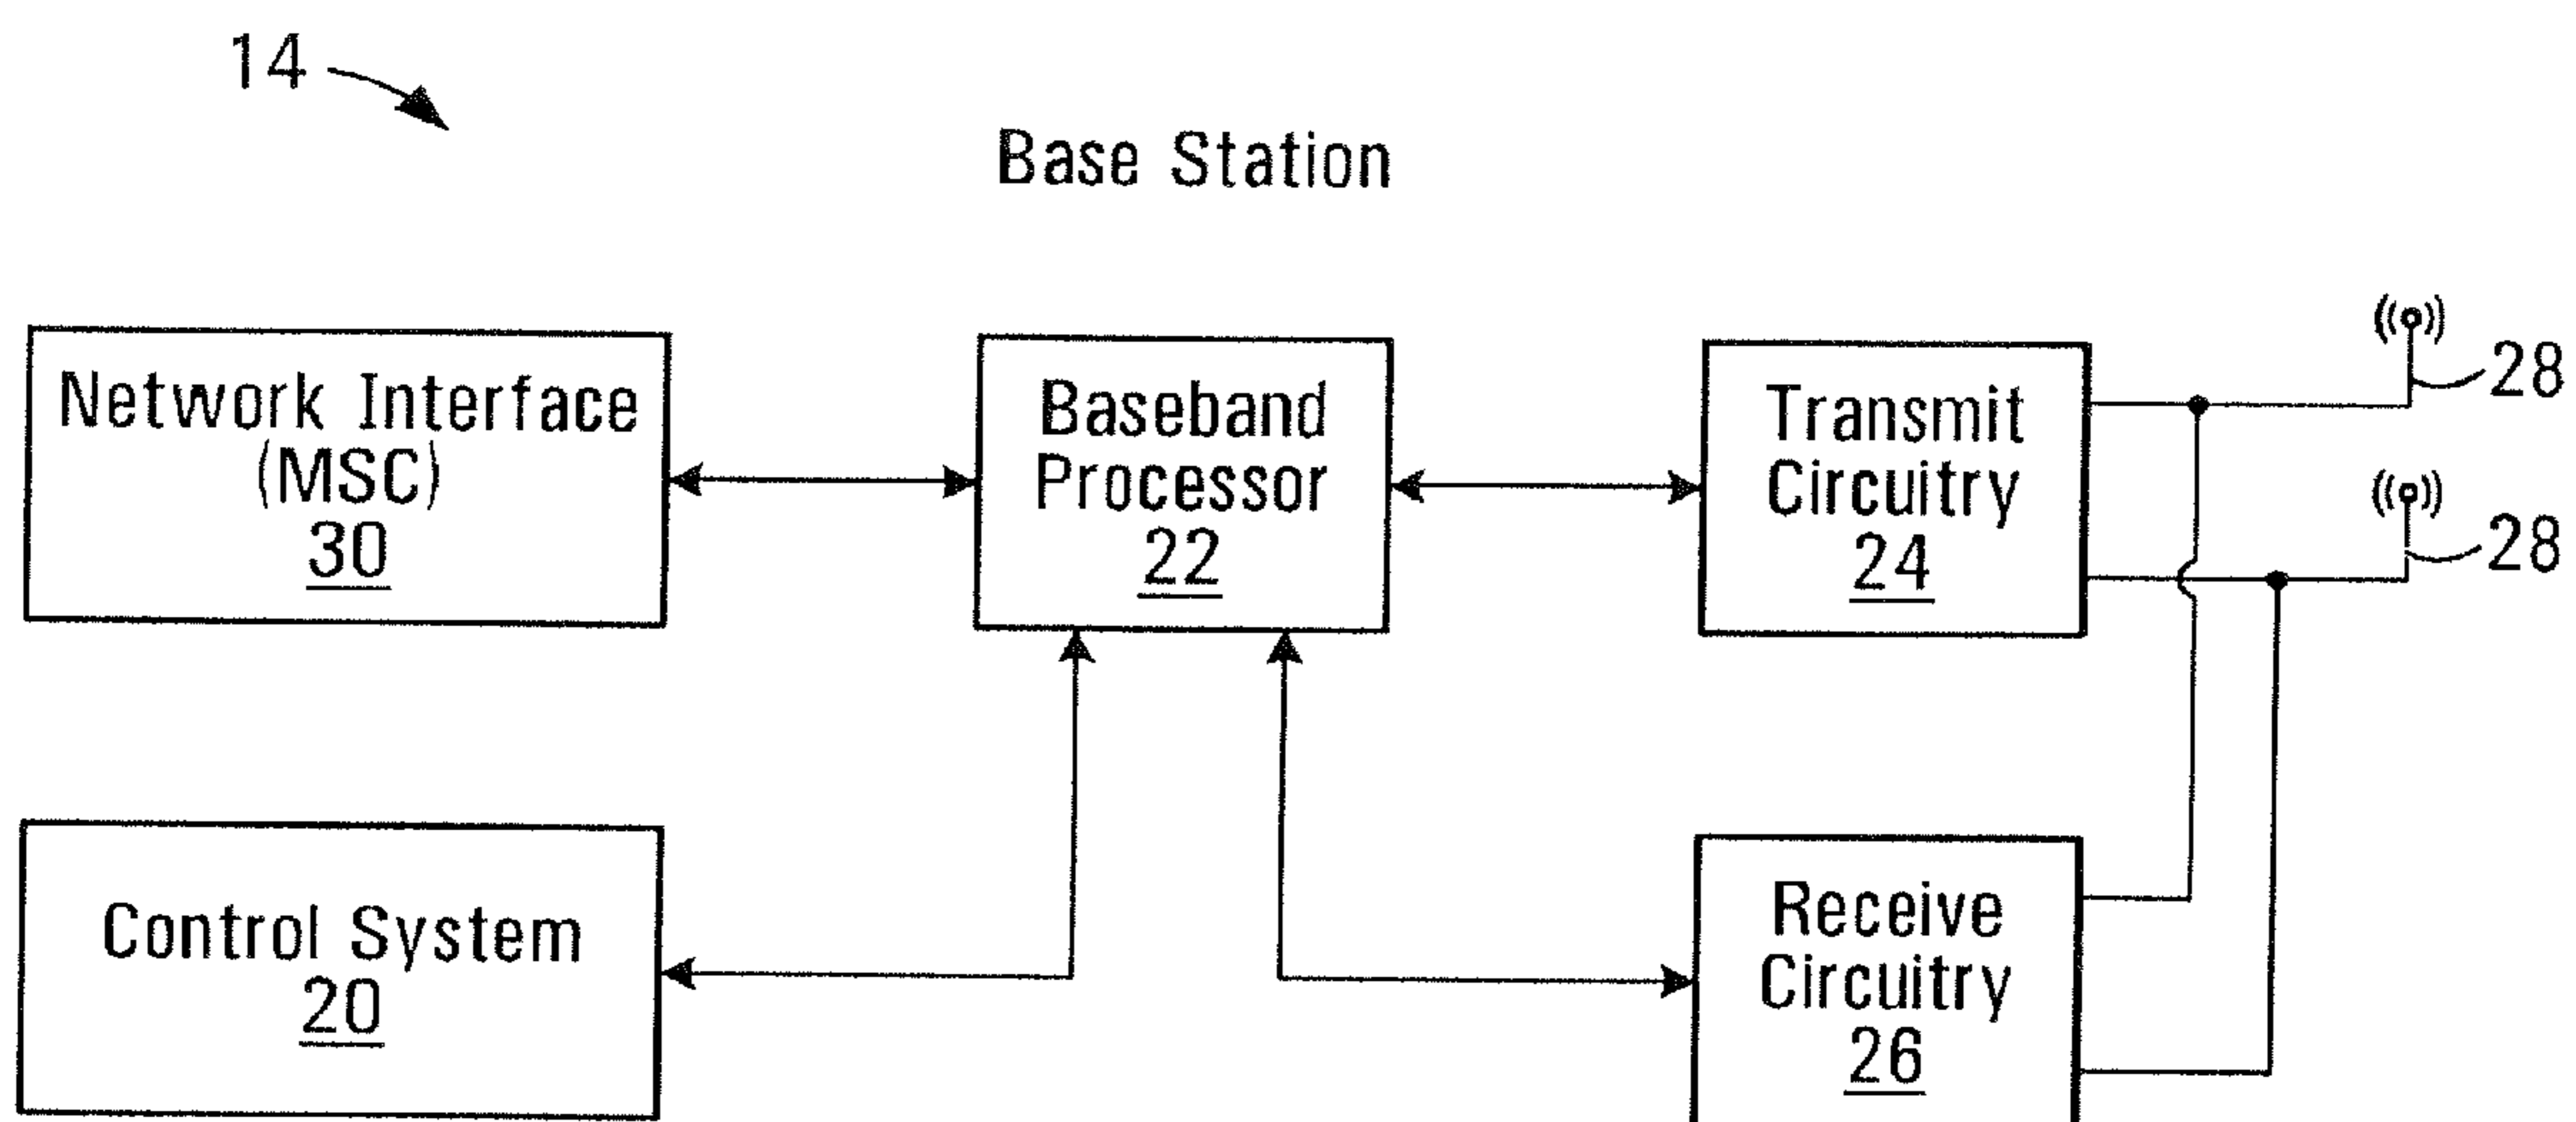 14
Base Station
Network Interface
(MSC)
30
Baseband
Processor
22
Transmit
Circuitry
24
28
28
Control System
20
Receive
Circuitry
26